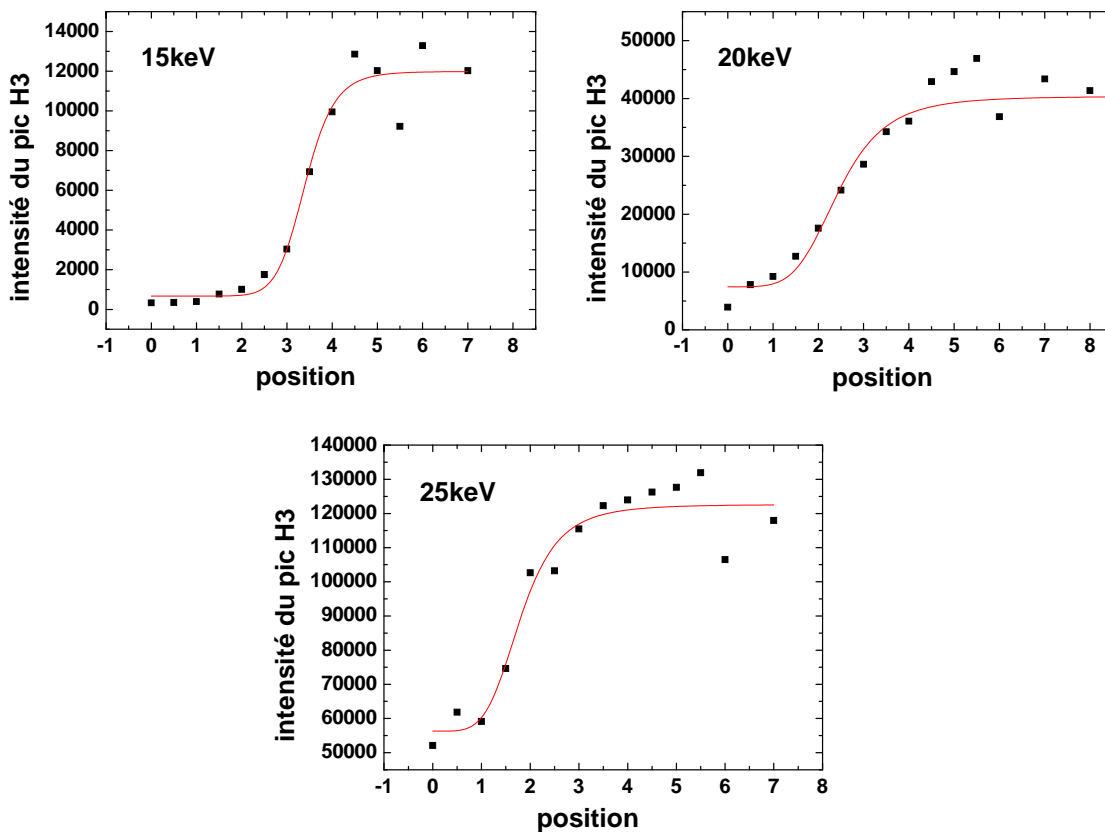 14000
12000
10000
8000
6000
4000
2000
0
15keV
intensité du pic H3
-1 0 1 2 3 4 5 6 7 8
position
50000
40000
30000
20000
10000
0
20keV
intensité du pic H3
-1 0 1 2 3 4 5 6 7 8
position
140000
130000
120000
110000
100000
90000
80000
70000
60000
50000
25keV
intensité du pic H3
-1 0 1 2 3 4 5 6 7 8
position